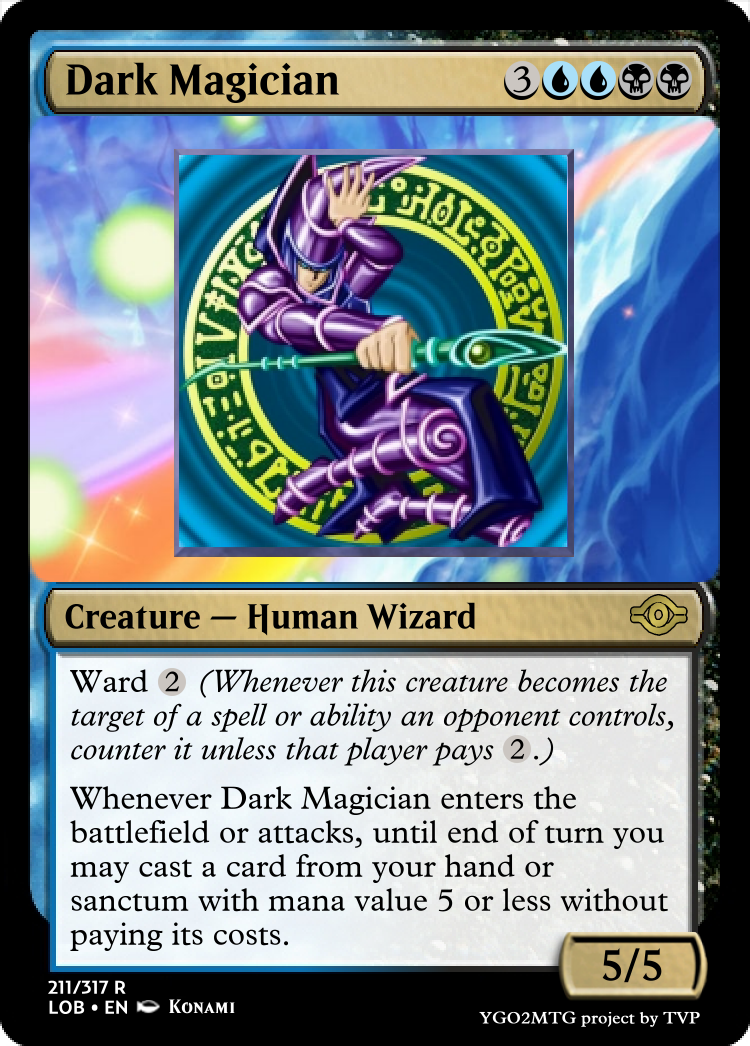 Dark Magician 3
Creature — Human Wizard
Ward 2 (Whenever this creature becomes the
target of a spell or ability an opponent controls,
counter it unless that player pays 2.)
Whenever Dark Magician enters the
battlefield or attacks, until end of turn you
may cast a card from your hand or
sanctum with mana value 5 or less without
paying its costs.
5/5
211/317 R
LOB • EN KONAMI
YGO2MTG project by TVP